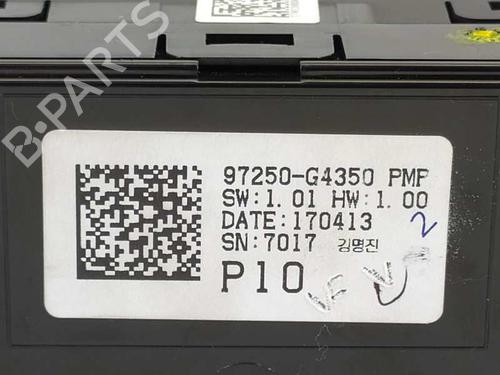 B-PARTS
97250-G4350 PMF
SW:1.01 HW:1.00
DATE:170413
2
SN:7017 김명진
P10